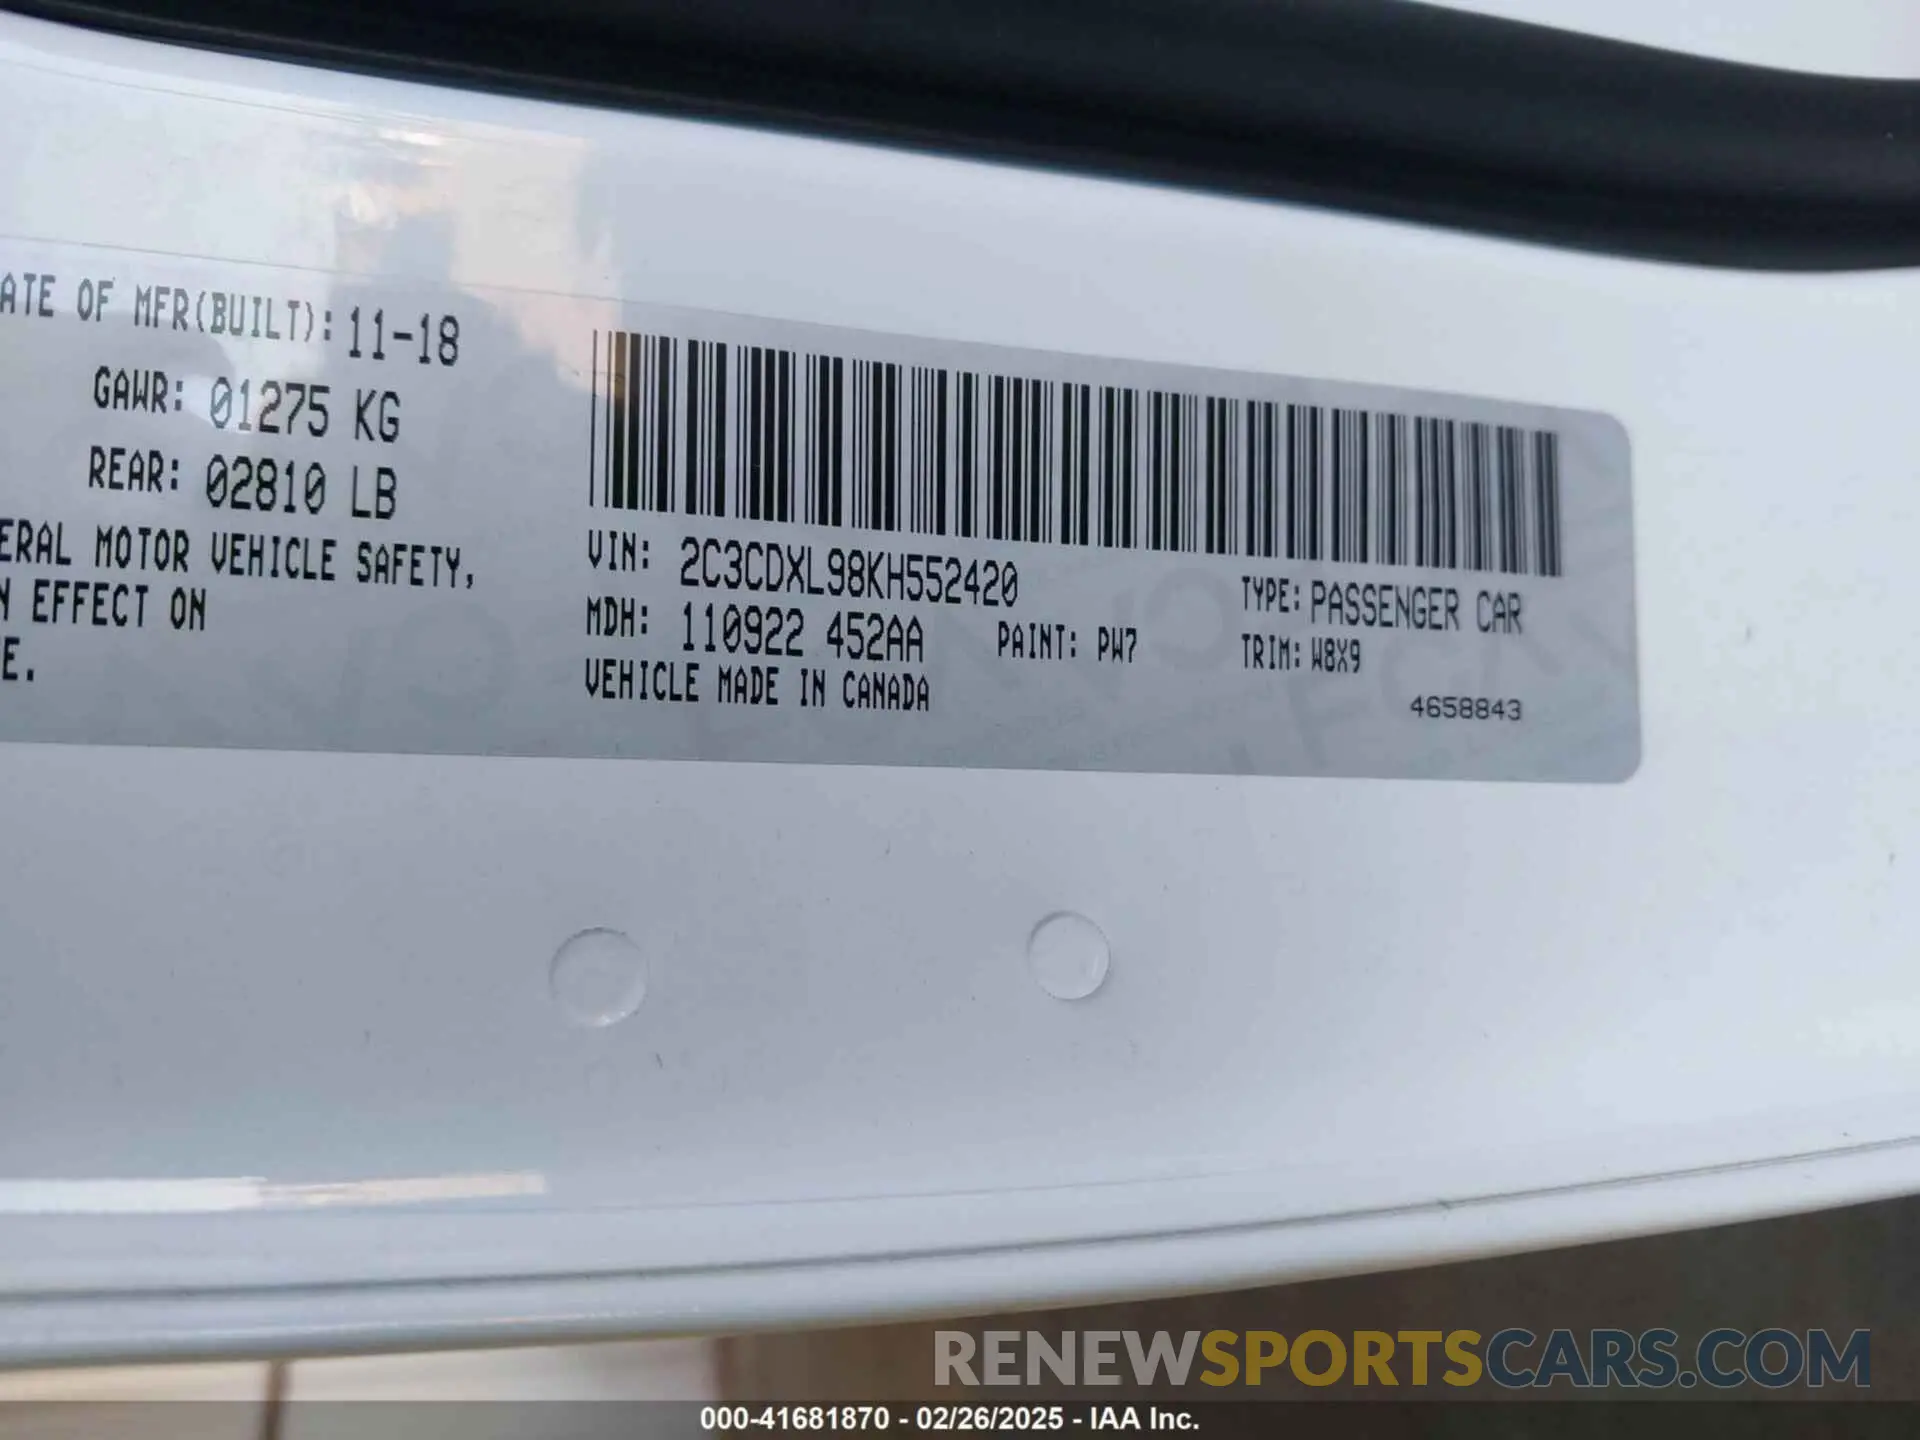 ATE OF MFR(BUILT): 11-18
GAWR: 01275 KG
REAR: 02810 LB
ERAL MOTOR VEHICLE SAFETY,
N EFFECT ON
E.
VIN: 2C3CDXL98KH552420
TYPE: PASSENGER CAR
MDH: 110922 452AA PAINT: PW7
TRIM: W8X9
VEHICLE MADE IN CANADA
4658843
RENEWSPORTSCARS.COM
000-41681870 - 02/26/2025 - IAA Inc.